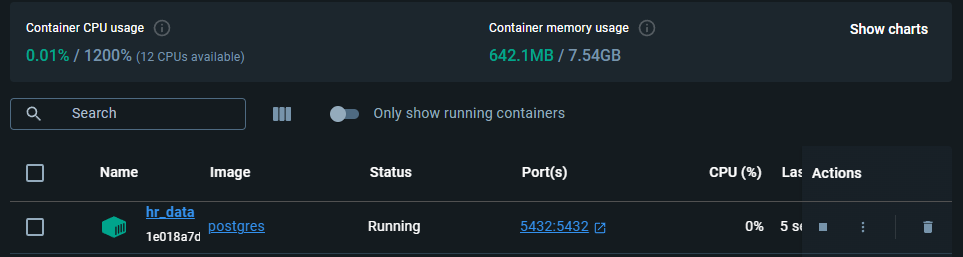 Container CPU usage
0.01% / 1200% (12 CPUs available)
Container memory usage
642.1MB / 7.54GB
Show charts
Search
Only show running containers
Name Image Status Port(s) CPU (%) Las Actions
hr_data
1e018a7d
postgres Running 5432:5432 0% 5 se